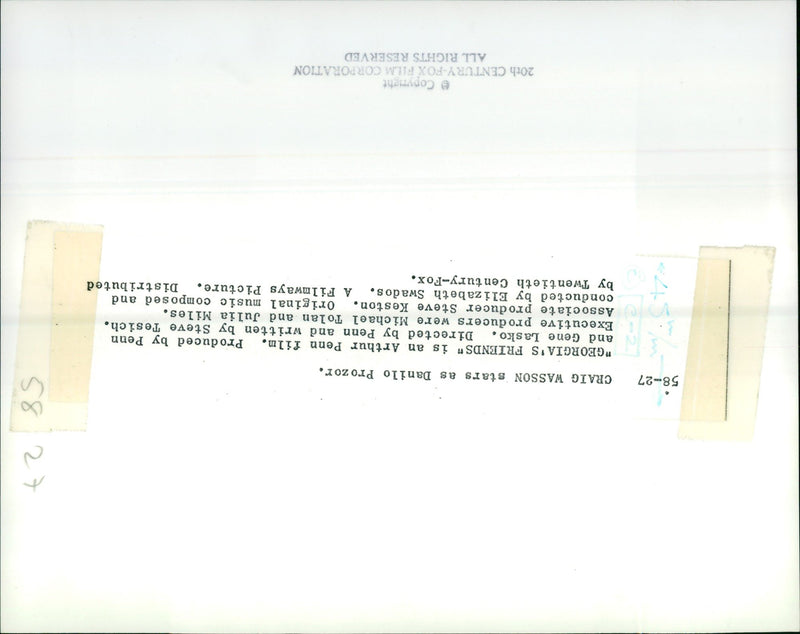 58-27 CRAIG WASSON stars as Danilo Prozor.
"GEORGIA'S FRIENDS" is an Arthur Penn film. Produced by Penn
and Gene Lasko. Directed by Penn and written by Steve Tesich.
Executive producers were Michael Tolan and Julia Miles.
Associate producer Steve Keston. Original music composed and
conducted by Elizabeth Swados. A Filmways Picture. Distributed
by Twentieth Century-Fox.
© Copyright
20th CENTURY-FOX FILM CORPORATION
ALL RIGHTS RESERVED